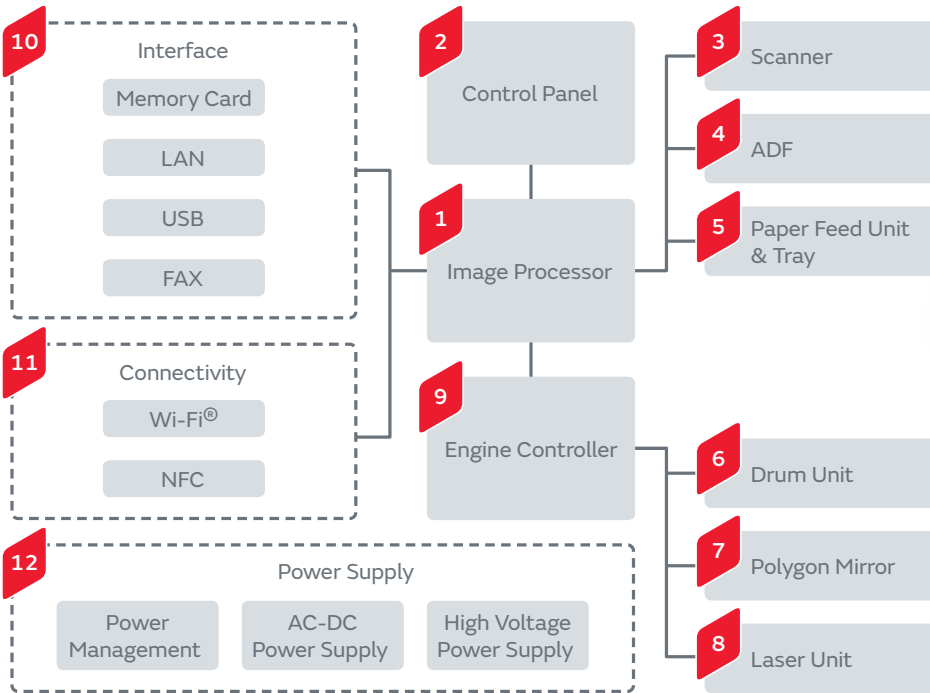 10
Interface
Memory Card
LAN
USB
FAX
11
Connectivity
Wi-Fi®
NFC
2
Control Panel
1
Image Processor
9
Engine Controller
3
Scanner
4
ADF
5
Paper Feed Unit
& Tray
6
Drum Unit
7
Polygon Mirror
8
Laser Unit
12
Power Supply
Power
Management
AC-DC
Power Supply
High Voltage
Power Supply